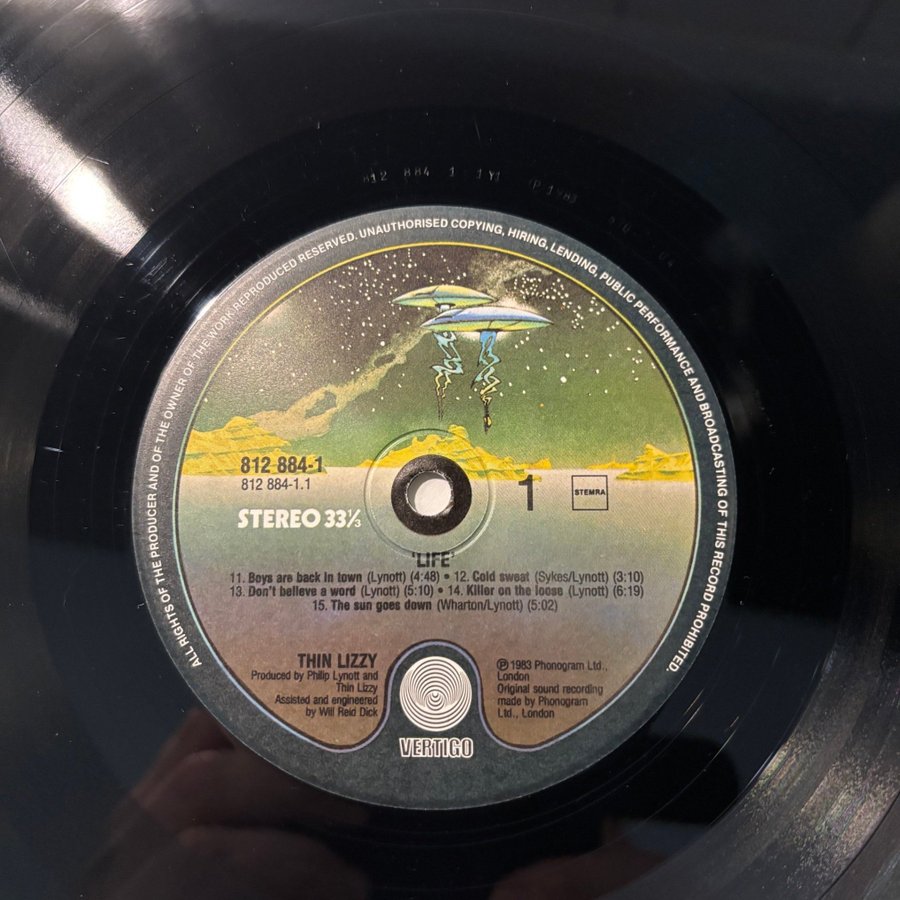 812 884 1 1Y1 (P 1983
ALL RIGHTS OF THE PRODUCER AND OF THE OWNER OF THE WORK REPRODUCED RESERVED. UNAUTHORISED COPYING, HIRING, LENDING, PUBLIC PERFORMANCE AND BROADCASTING OF THIS RECORD PROHIBITED.
812 884-1
812 884-1.1
1
STEMRA
STEREO 33⅓
'LIFE'
11. Boys are back in town (Lynott) (4:48) • 12. Cold sweat (Sykes/Lynott) (3:10)
13. Don't believe a word (Lynott) (5:10) • 14. Killer on the loose (Lynott) (6:19)
15. The sun goes down (Wharton/Lynott) (5:02)
THIN LIZZY
Produced by Philip Lynott and
Thin Lizzy
Assisted and engineered
by Will Reid Dick
℗ 1983 Phonogram Ltd.,
London
Original sound recording
made by Phonogram
Ltd., London
VERTIGO